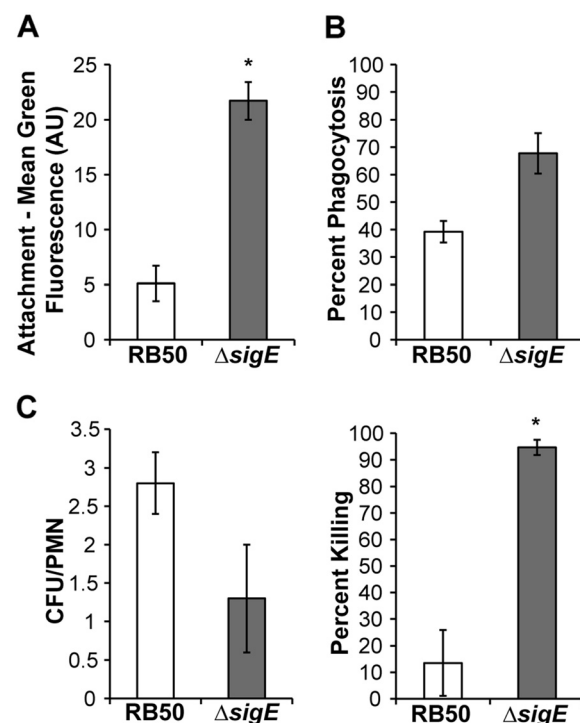 A
Attachment - Mean Green
Fluorescence (AU)
25
20
15
10
5
0
*
RB50
ΔsigE
B
Percent Phagocytosis
100
90
80
70
60
50
40
30
20
10
0
RB50
ΔsigE
C
CFU/PMN
3.5
3
2.5
2
1.5
1
0.5
0
RB50
ΔsigE
Percent Killing
100
90
80
70
60
50
40
30
20
10
0
*
RB50
ΔsigE